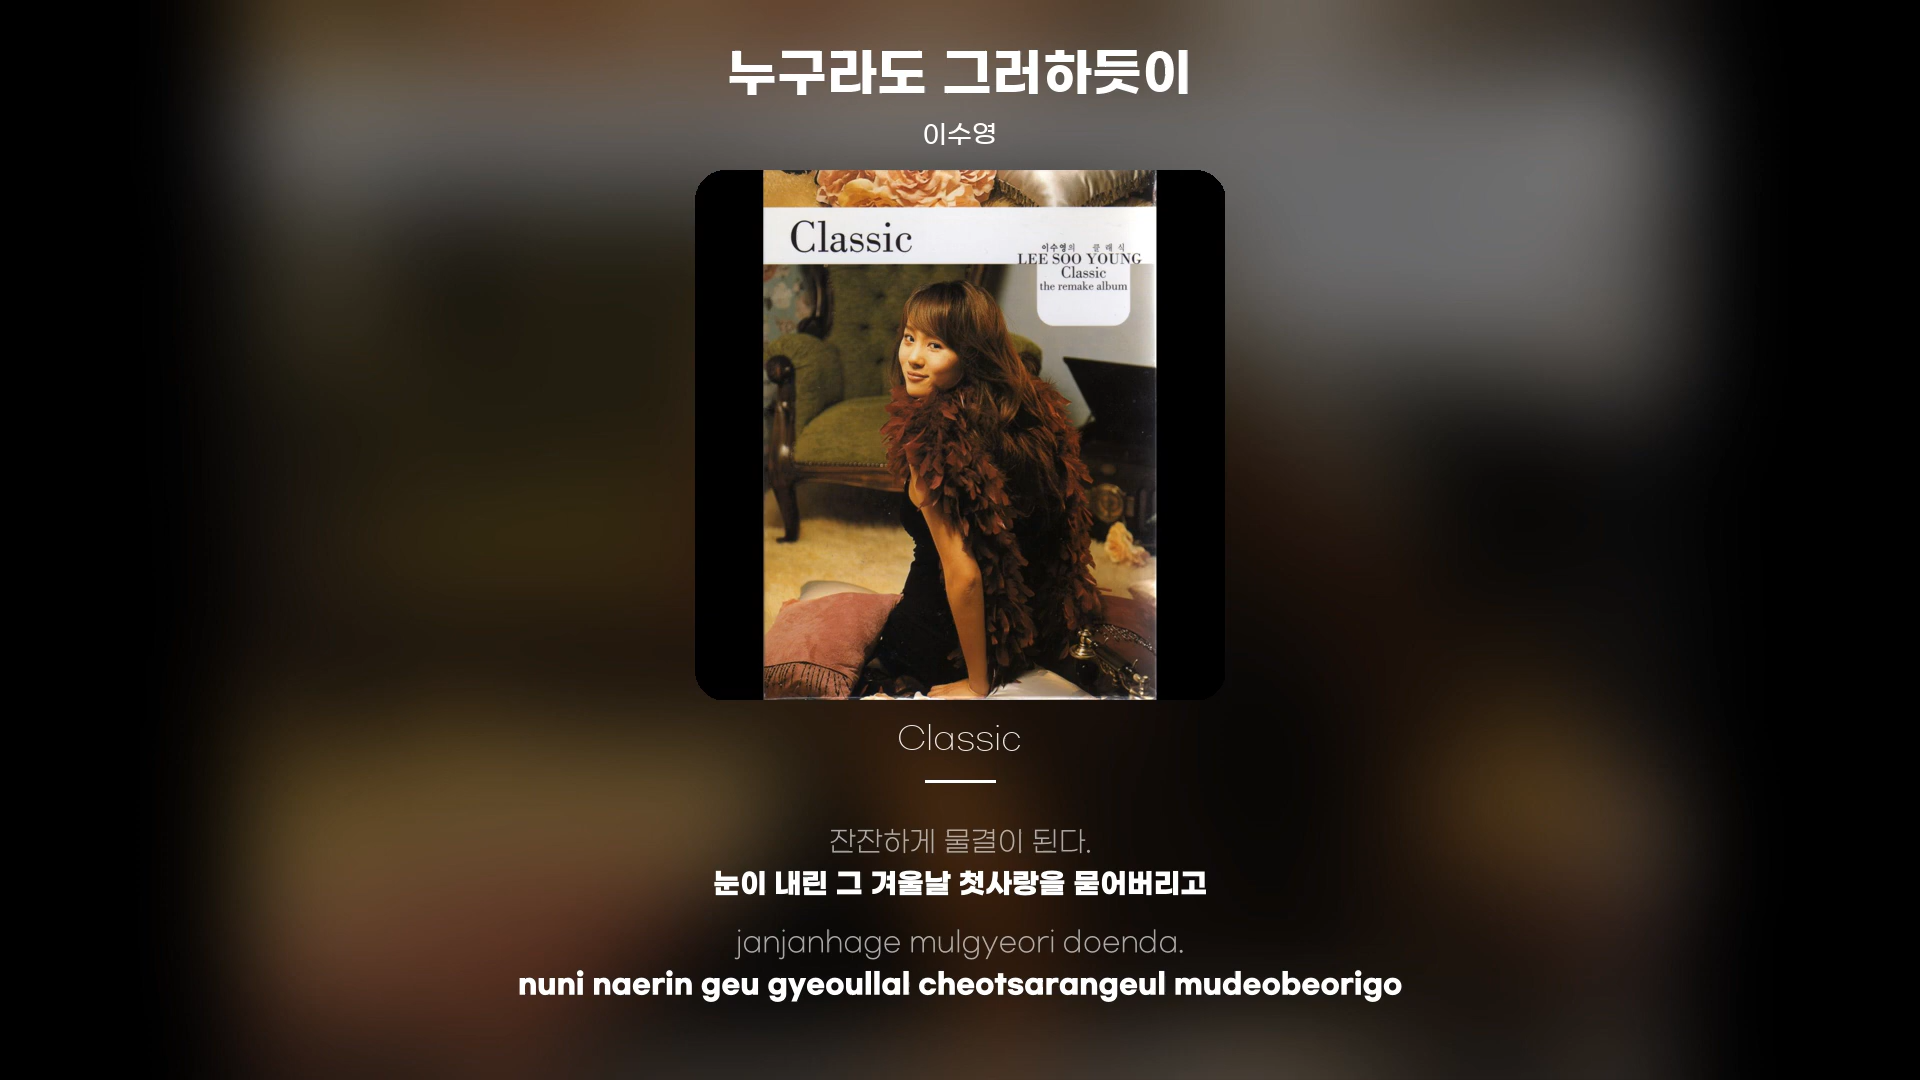 누구라도 그러하듯이
이수영
Classic
이수영의 클래식
LEE SOO YOUNG
Classic
the remake album
Classic
잔잔하게 물결이 된다.
눈이 내린 그 겨울날 첫사랑을 묻어버리고
janjanhage mulgyeori doenda.
nuni naerin geu gyeoullal cheotsarangeul mudeobeorigo